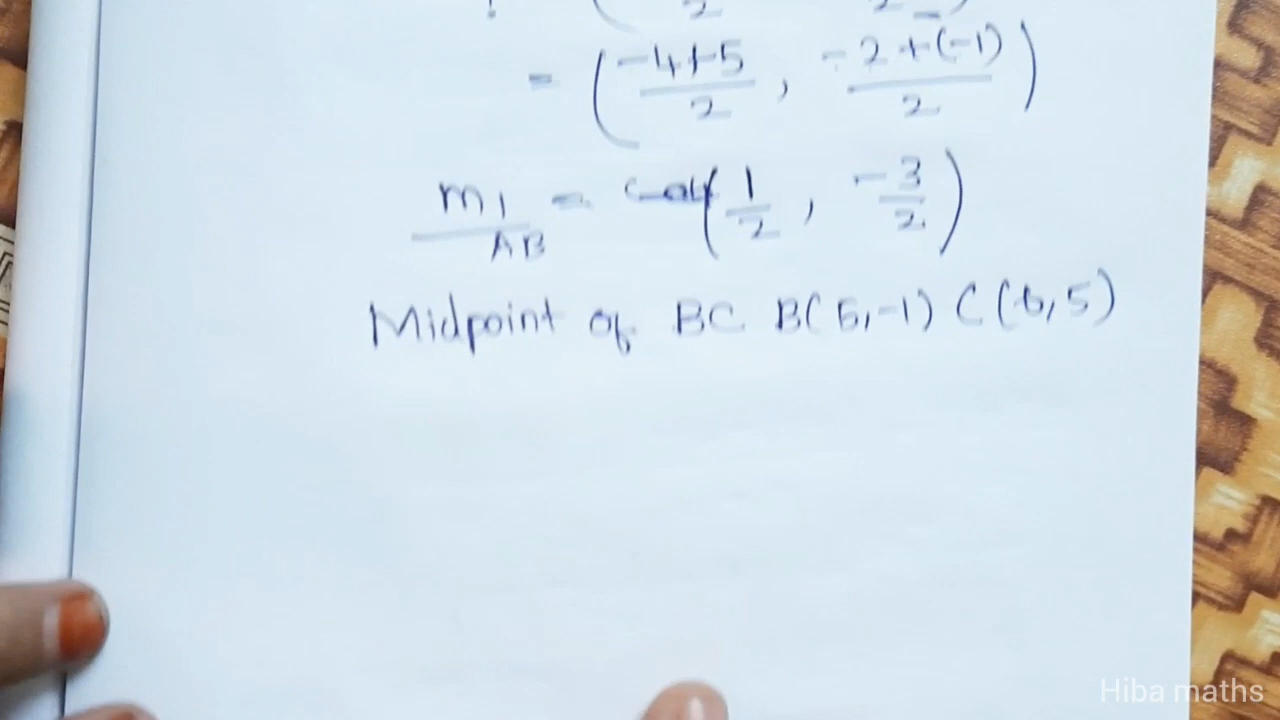 = (-4+5/2, -2+(-1)/2)
m1 AB = (1/2, -3/2)
Midpoint of BC B(5,-1) C(6,5)
Hiba maths